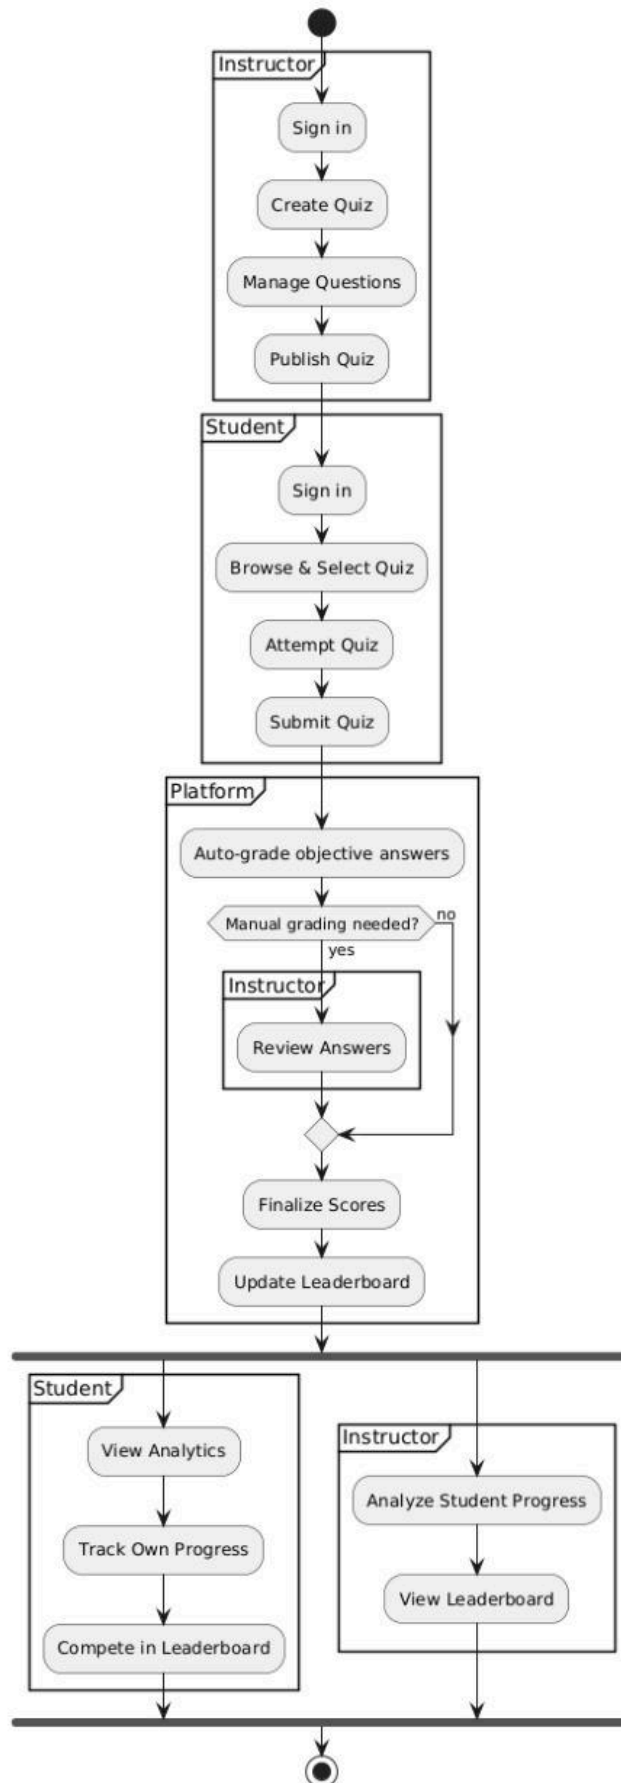 Instructor
Sign in
Create Quiz
Manage Questions
Publish Quiz
Student
Sign in
Browse & Select Quiz
Attempt Quiz
Submit Quiz
Platform
Auto-grade objective answers
Manual grading needed?
no
yes
Instructor
Review Answers
Finalize Scores
Update Leaderboard
Student
View Analytics
Track Own Progress
Compete in Leaderboard
Instructor
Analyze Student Progress
View Leaderboard